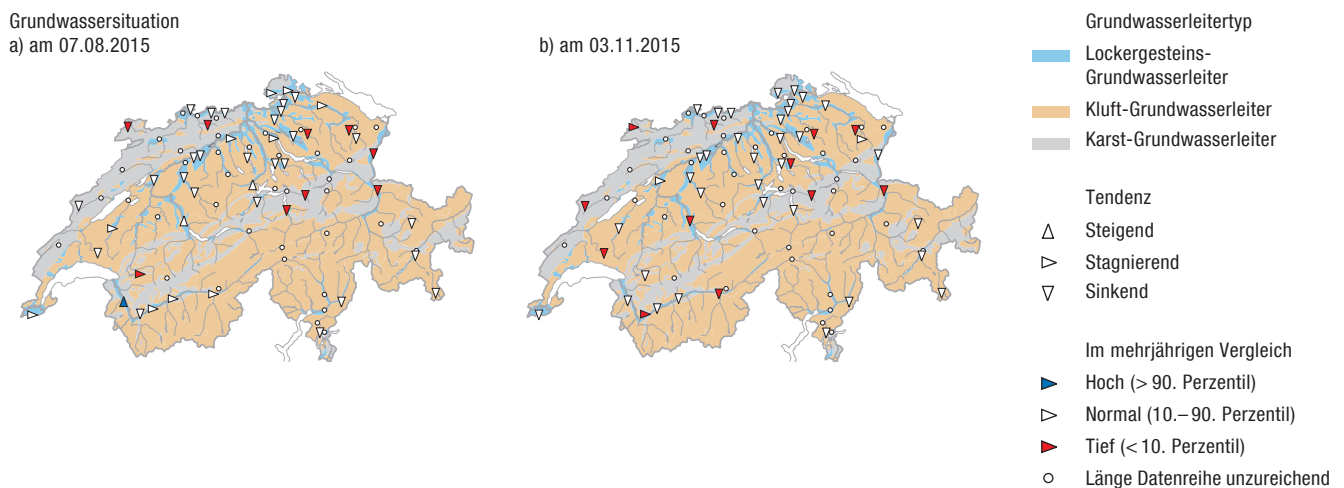 Grundwassersituation
a) am 07.08.2015
b) am 03.11.2015
Grundwasserleitertyp
Lockergesteins-
Grundwasserleiter
Kluft-Grundwasserleiter
Karst-Grundwasserleiter
Tendenz
Steigend
Stagnierend
Sinkend
Im mehrjährigen Vergleich
Hoch (> 90. Perzentil)
Normal (10.–90. Perzentil)
Tief (< 10. Perzentil)
Länge Datenreihe unzureichend